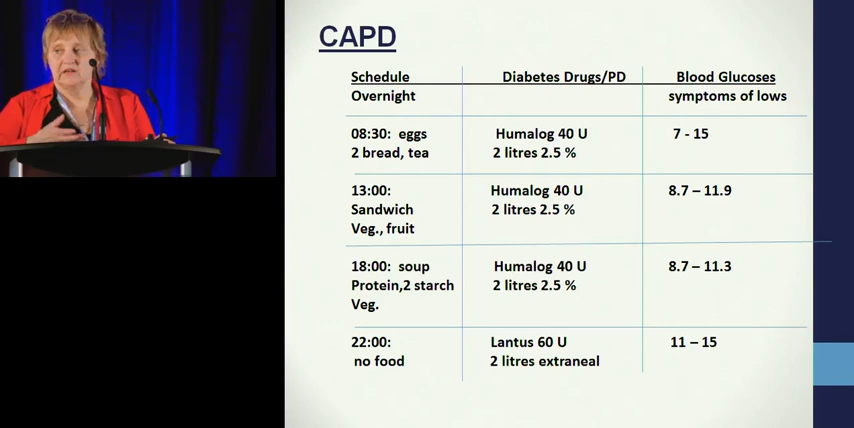 CAPD
Schedule Diabetes Drugs/PD Blood Glucoses
Overnight symptoms of lows
08:30: eggs Humalog 40 U 7 - 15
2 bread, tea 2 litres 2.5 %
13:00: Humalog 40 U 8.7 – 11.9
Sandwich 2 litres 2.5 %
Veg., fruit
18:00: soup Humalog 40 U 8.7 – 11.3
Protein,2 starch 2 litres 2.5 %
Veg.
22:00: Lantus 60 U 11 – 15
no food 2 litres extraneal